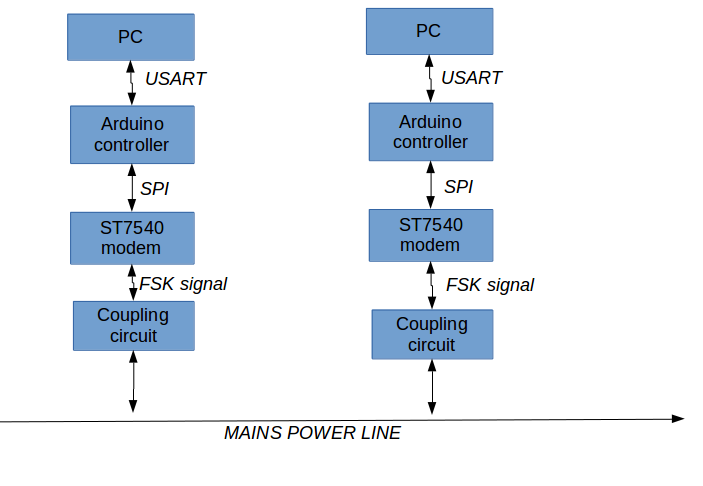 PC
USART
Arduino
controller
SPI
ST7540
modem
FSK signal
Coupling
circuit
PC
USART
Arduino
controller
SPI
ST7540
modem
FSK signal
Coupling
circuit
MAINS POWER LINE